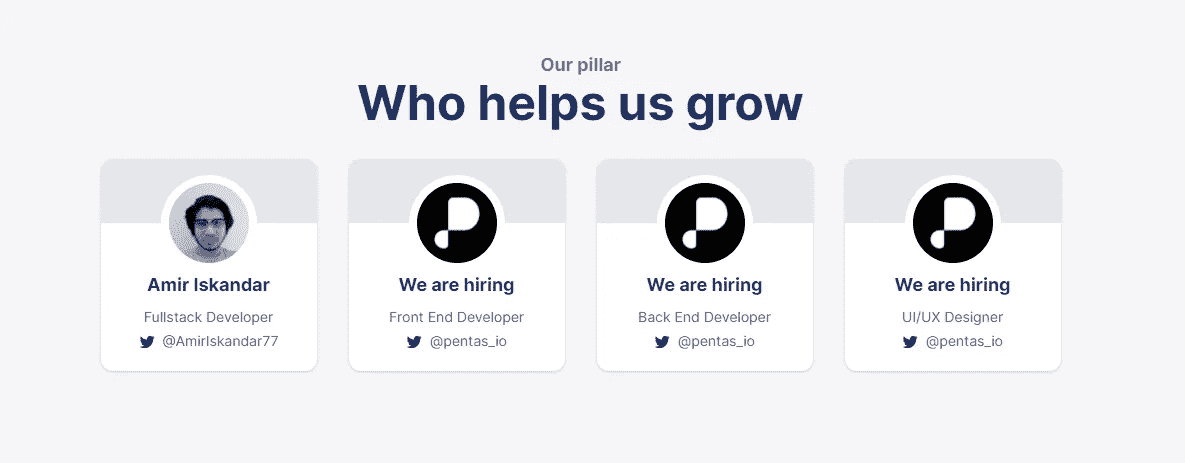 Our pillar
Who helps us grow
Amir Iskandar
Fullstack Developer
@AmirIskandar77
We are hiring
Front End Developer
@pentas_io
We are hiring
Back End Developer
@pentas_io
We are hiring
UI/UX Designer
@pentas_io